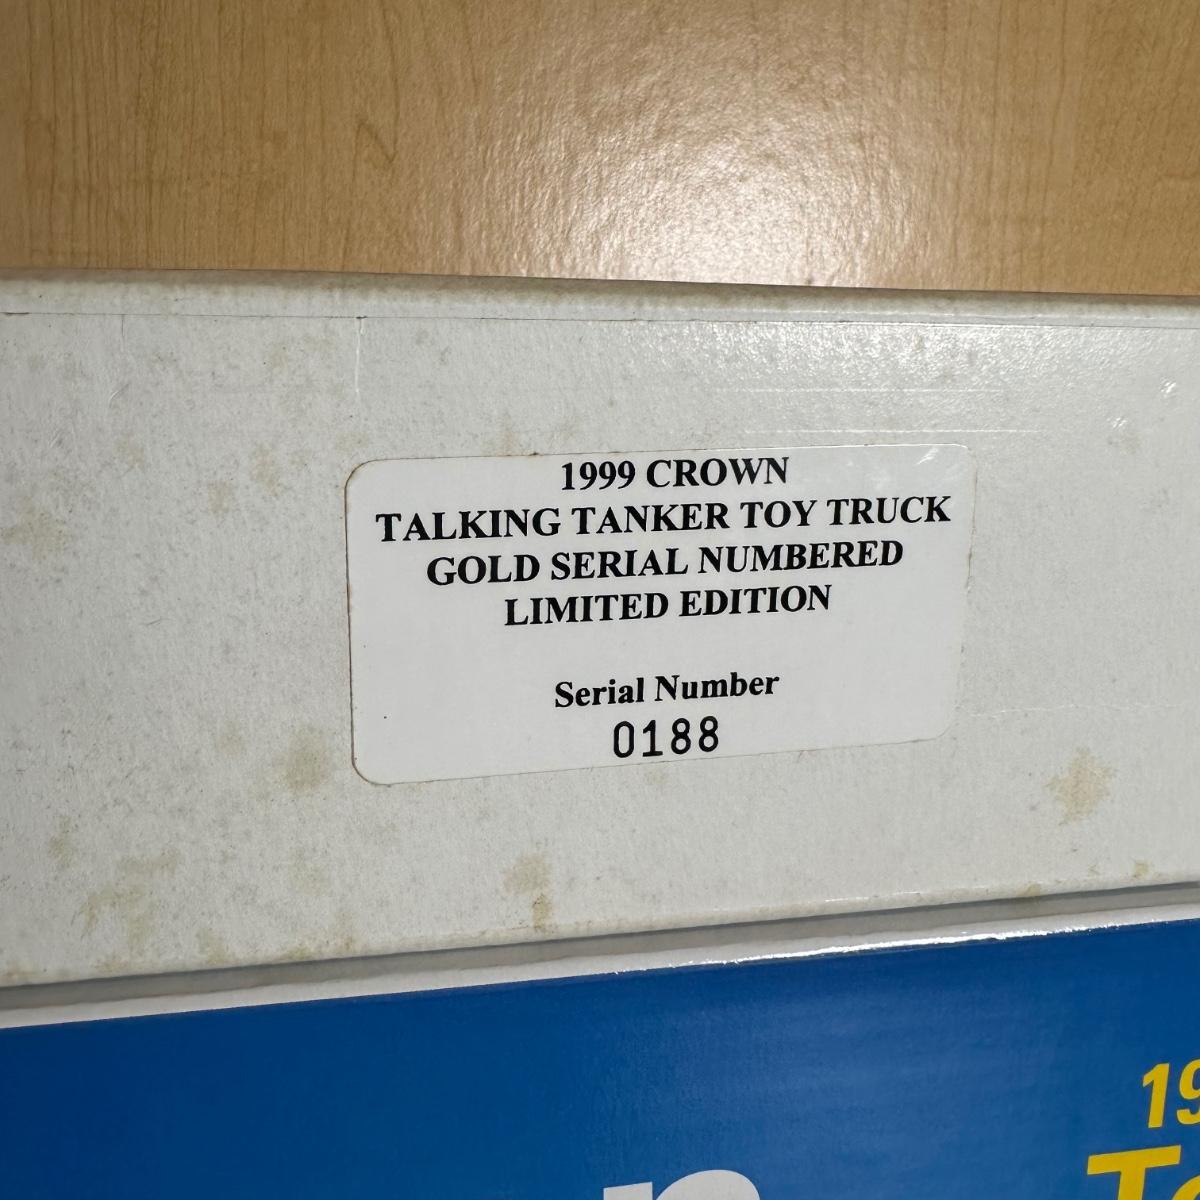 1999 CROWN
TALKING TANKER TOY TRUCK
GOLD SERIAL NUMBERED
LIMITED EDITION
Serial Number
0188